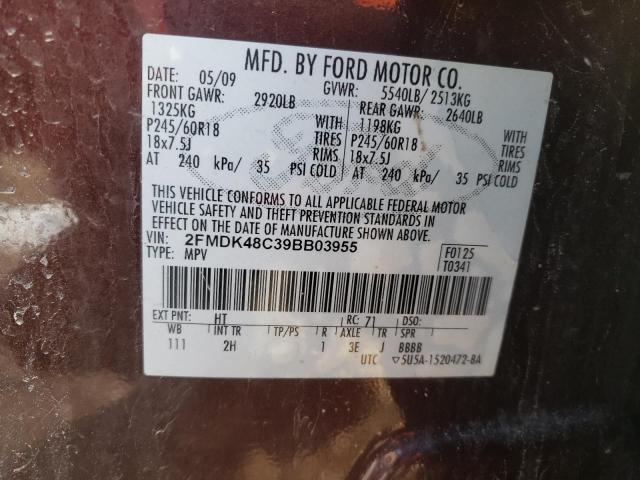 MFD. BY FORD MOTOR CO.
DATE: 05/09 GVWR: 5540LB/ 2513KG
FRONT GAWR: 2920LB REAR GAWR: 2640LB
1325KG WITH 1198KG WITH
P245/60R18 TIRES P245/60R18 TIRES
18x7.5J RIMS 18x7.5J RIMS
AT 240 kPa/ 35 PSI COLD AT 240 kPa/ 35 PSI COLD
THIS VEHICLE CONFORMS TO ALL APPLICABLE FEDERAL MOTOR
VEHICLE SAFETY AND THEFT PREVENTION STANDARDS IN
EFFECT ON THE DATE OF MANUFACTURE SHOWN ABOVE.
VIN: 2FMDK48C39BB03955 F0125
TYPE: MPV T0341
EXT PNT: HT RC: 71 DSO:
WB INT TR TP/PS R AXLE TR SPR
111 2H 1 3E J BBBB
UTC ▽5U5A-1520472-BA
Ford